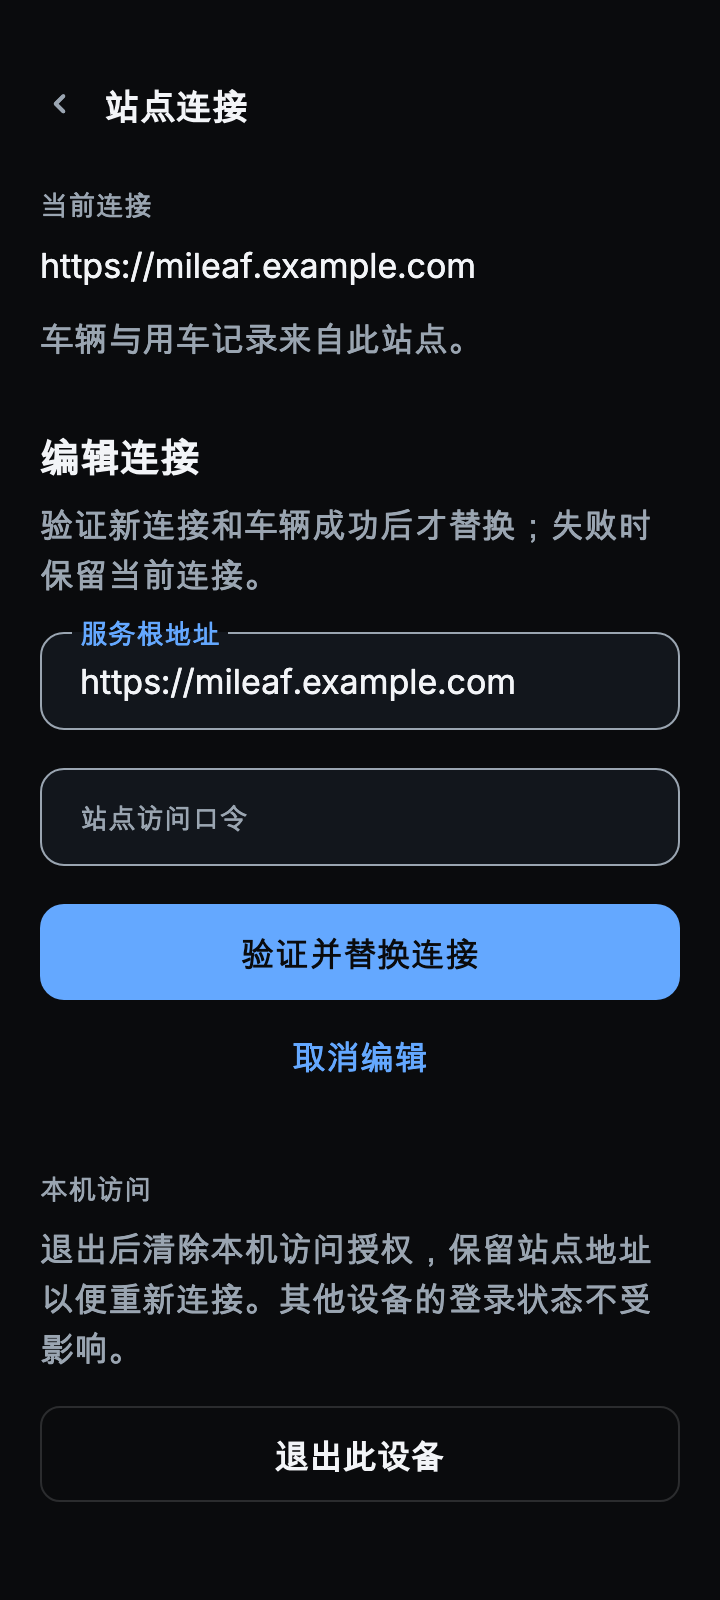 站点连接
当前连接
https://mileaf.example.com
车辆与用车记录来自此站点。
编辑连接
验证新连接和车辆成功后才替换；失败时
保留当前连接。
服务根地址
https://mileaf.example.com
站点访问口令
验证并替换连接
取消编辑
本机访问
退出后清除本机访问授权，保留站点地址
以便重新连接。其他设备的登录状态不受
影响。
退出此设备